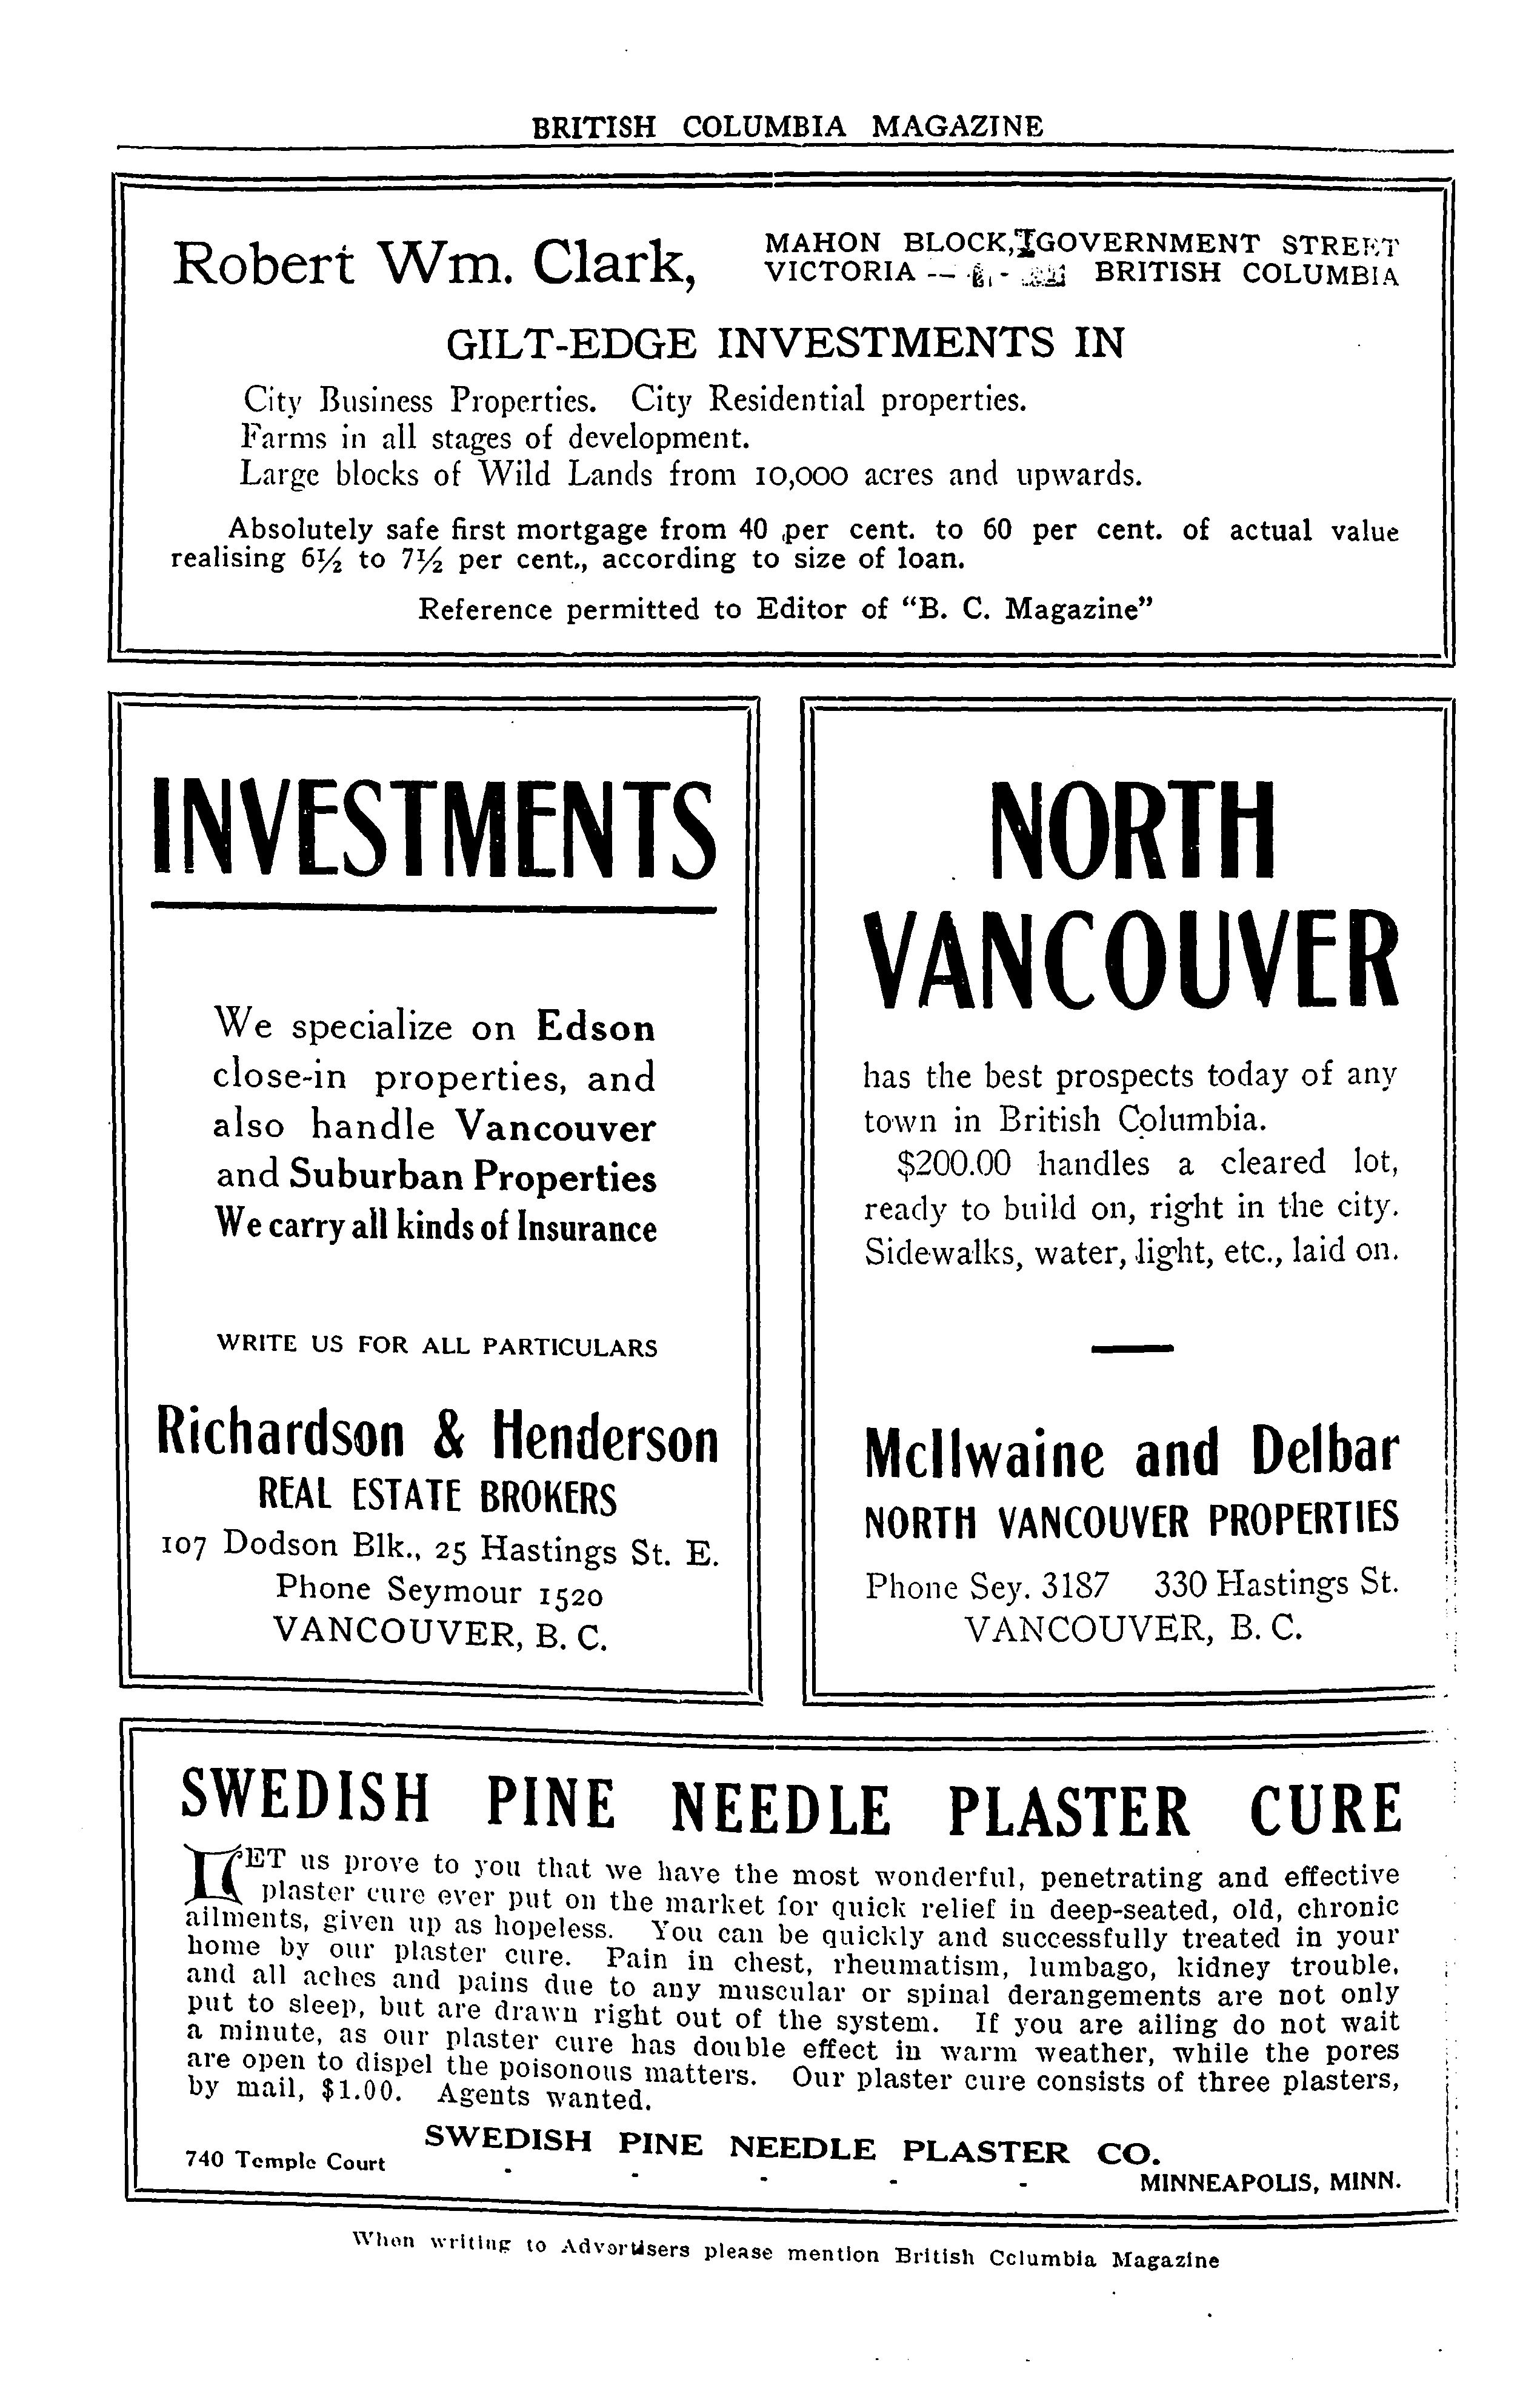 BRITISH COLUMBIA MAGAZINE
Robert Wm. Clark,
MAHON BLOCK, GOVERNMENT STREET
VICTORIA - - BRITISH COLUMBIA
GILT-EDGE INVESTMENTS IN
City Business Properties. City Residential properties.
Farms in all stages of development.
Large blocks of Wild Lands from 10,000 acres and upwards.
Absolutely safe first mortgage from 40 per cent. to 60 per cent. of actual value
realising 6½ to 7½ per cent., according to size of loan.
Reference permitted to Editor of “B. C. Magazine”
INVESTMENTS
We specialize on Edson
close-in properties, and
also handle Vancouver
and Suburban Properties
We carry all kinds of Insurance
WRITE US FOR ALL PARTICULARS
Richardson & Henderson
REAL ESTATE BROKERS
107 Dodson Blk., 25 Hastings St. E.
Phone Seymour 1520
VANCOUVER, B. C.
NORTH
VANCOUVER
has the best prospects today of any
town in British Columbia.
$200.00 handles a cleared lot,
ready to build on, right in the city.
Sidewalks, water, light, etc., laid on.
McIlwaine and Delbar
NORTH VANCOUVER PROPERTIES
Phone Sey. 3187 330 Hastings St.
VANCOUVER, B. C.
SWEDISH PINE NEEDLE PLASTER CURE
LET us prove to you that we have the most wonderful, penetrating and effective
plaster cure ever put on the market for quick relief in deep-seated, old, chronic
ailments, given up as hopeless. You can be quickly and successfully treated in your
home by our plaster cure. Pain in chest, rheumatism, lumbago, kidney trouble,
and all aches and pains due to any muscular or spinal derangements are not only
put to sleep, but are drawn right out of the system. If you are ailing do not wait
a minute, as our plaster cure has double effect in warm weather, while the pores
are open to dispel the poisonous matters. Our plaster cure consists of three plasters,
by mail, $1.00. Agents wanted.
SWEDISH PINE NEEDLE PLASTER CO.
740 Temple Court - - - - - MINNEAPOLIS, MINN.
When writing to Advertisers please mention British Cclumbia Magazine